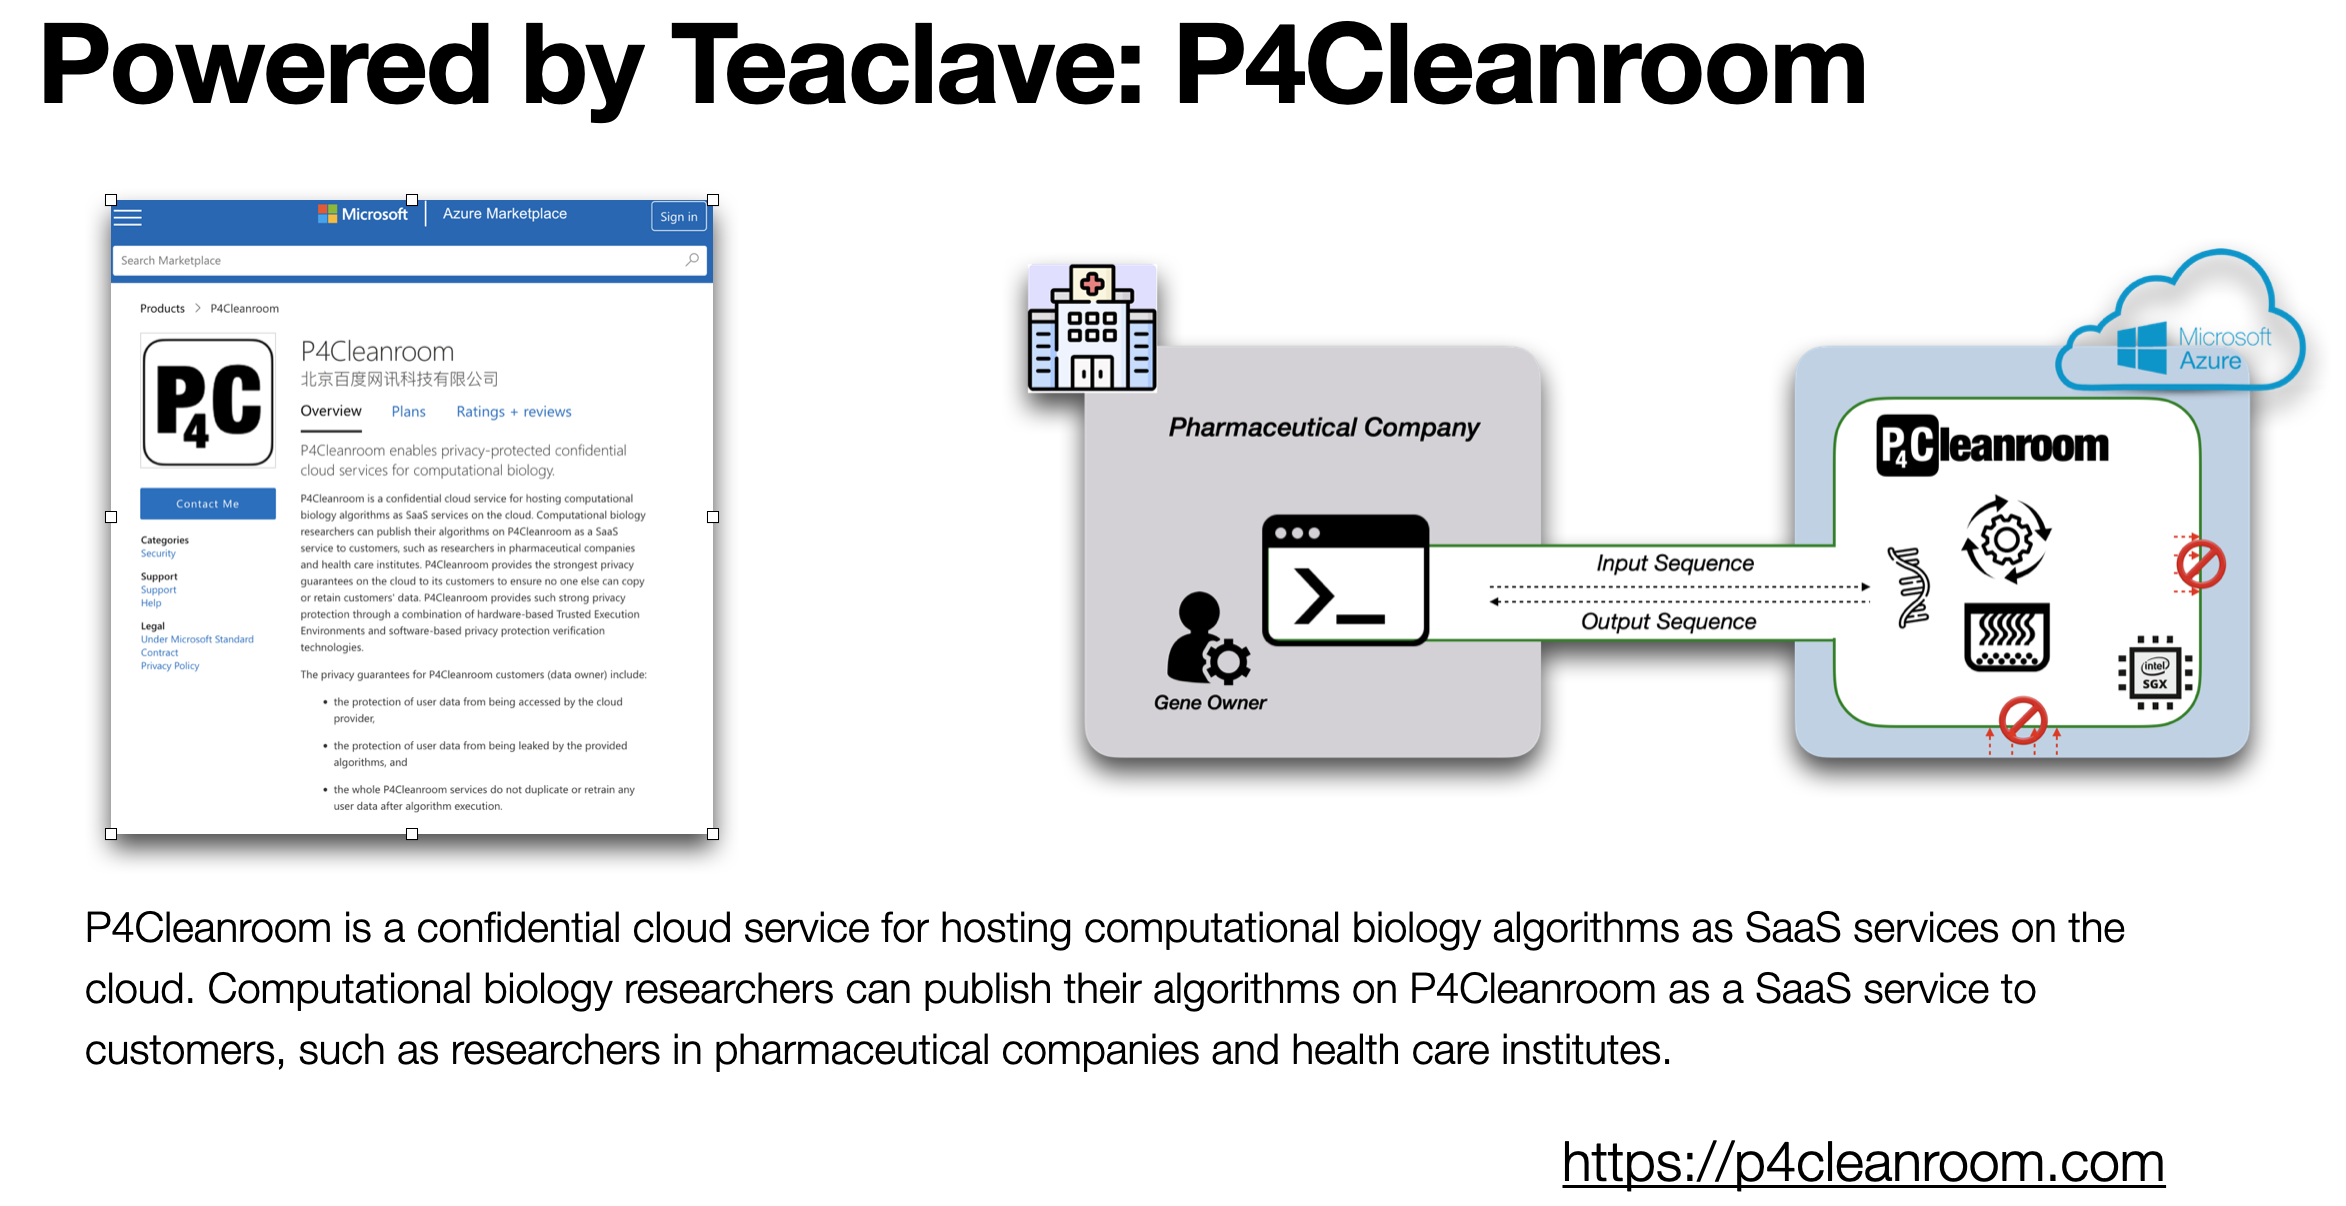 Powered by Teaclave: P4Cleanroom
Microsoft | Azure Marketplace
Sign in
Search Marketplace
Products > P4Cleanroom
P4C
P4Cleanroom
北京百度网讯科技有限公司
Overview Plans Ratings + reviews
P4Cleanroom enables privacy-protected confidential
cloud services for computational biology.
Contact Me
Categories
Security
Support
Support
Help
Legal
Under Microsoft Standard
Contract
Privacy Policy
P4Cleanroom is a confidential cloud service for hosting computational
biology algorithms as SaaS services on the cloud. Computational biology
researchers can publish their algorithms on P4Cleanroom as a SaaS
service to customers, such as researchers in pharmaceutical companies
and health care institutes. P4Cleanroom provides the strongest privacy
guarantees on the cloud to its customers to ensure no one else can copy
or retain customers' data. P4Cleanroom provides such strong privacy
protection through a combination of hardware-based Trusted Execution
Environments and software-based privacy protection verification
technologies.
The privacy guarantees for P4Cleanroom customers (data owner) include:
• the protection of user data from being accessed by the cloud
provider,
• the protection of user data from being leaked by the provided
algorithms, and
• the whole P4Cleanroom services do not duplicate or retrain any
user data after algorithm execution.
Pharmaceutical Company
Gene Owner
Input Sequence
Output Sequence
Microsoft
Azure
P4Cleanroom
intel
SGX
P4Cleanroom is a confidential cloud service for hosting computational biology algorithms as SaaS services on the
cloud. Computational biology researchers can publish their algorithms on P4Cleanroom as a SaaS service to
customers, such as researchers in pharmaceutical companies and health care institutes.
https://p4cleanroom.com